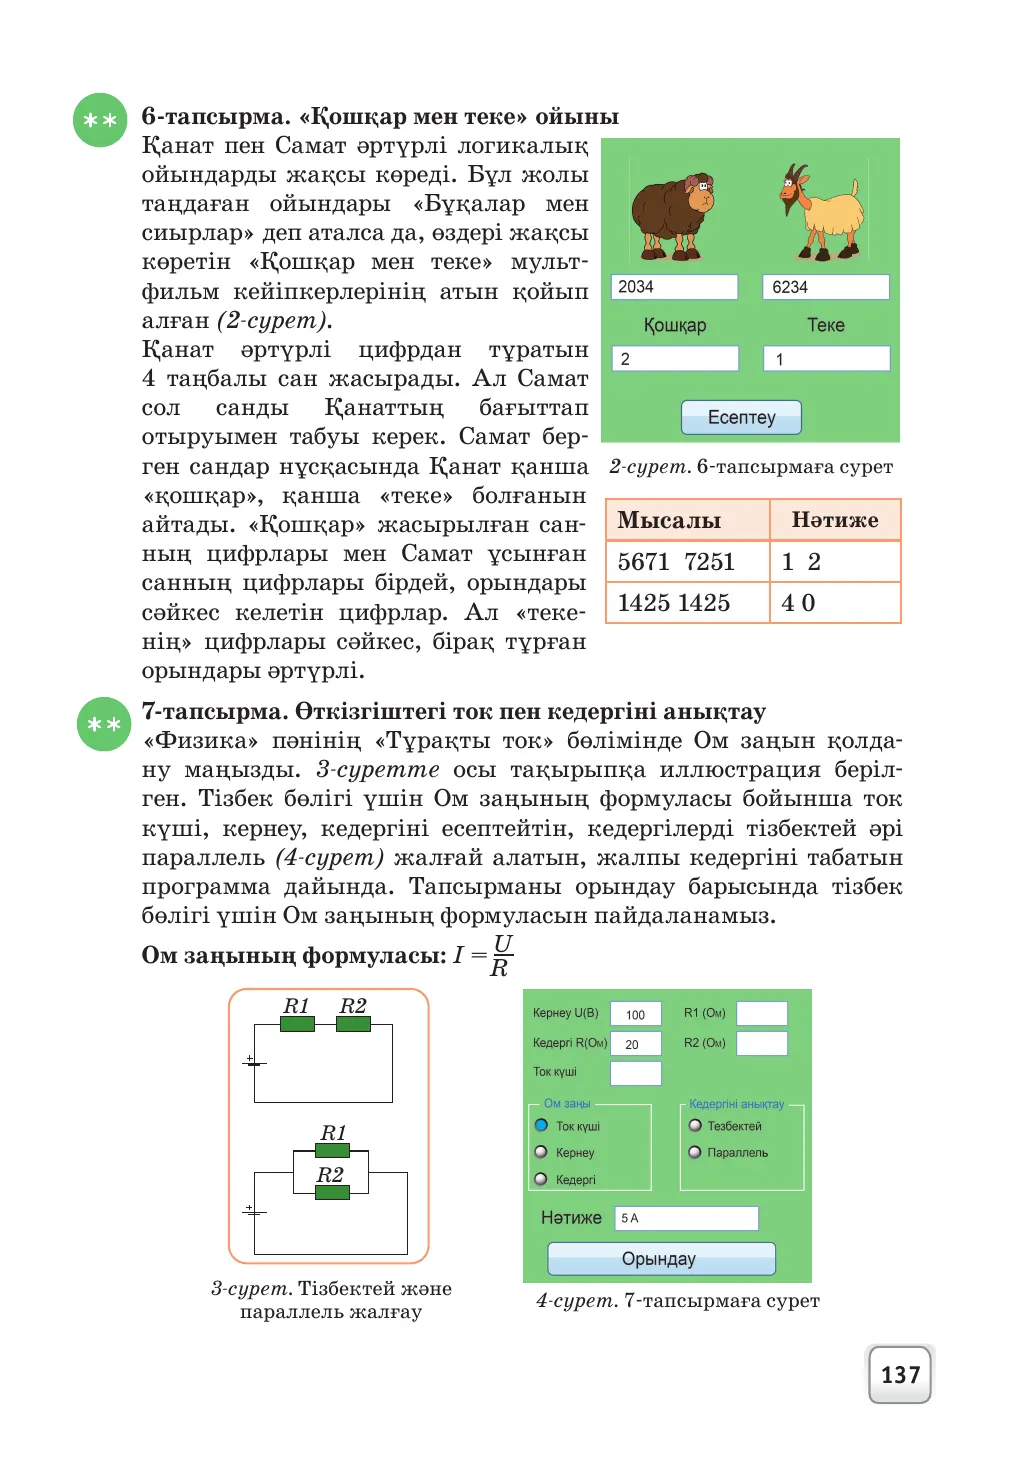 **
6-тапсырма. «Қошқар мен теке» ойыны
Қанат пен Самат әртүрлі логикалық
ойындарды жақсы көреді. Бұл жолы
таңдаған ойындары «Бұқалар мен
сиырлар» деп аталса да, өздері жақсы
көретін «Қошқар мен теке» мульт-
фильм кейіпкерлерінің атын қойып
алған (2-сурет).
Қанат әртүрлі цифрдан тұратын
4 таңбалы сан жасырады. Ал Самат
сол санды Қанаттың бағыттап
отыруымен табуы керек. Самат бер-
ген сандар нұсқасында Қанат қанша
«қошқар», қанша «теке» болғанын
айтады. «Қошқар» жасырылған сан-
ның цифрлары мен Самат ұсынған
санның цифрлары бірдей, орындары
сәйкес келетін цифрлар. Ал «теке-
нің» цифрлары сәйкес, бірақ тұрған
орындары әртүрлі.
2034 6234
Қошқар Теке
2 1
Есептеу
2-сурет. 6-тапсырмаға сурет
Мысалы Нәтиже
5671 7251 1 2
1425 1425 4 0
**
7-тапсырма. Өткізгіштегі ток пен кедергіні анықтау
«Физика» пәнінің «Тұрақты ток» бөлімінде Ом заңын қолда-
ну маңызды. 3-суретте осы тақырыпқа иллюстрация беріл-
ген. Тізбек бөлігі үшін Ом заңының формуласы бойынша ток
күші, кернеу, кедергіні есептейтін, кедергілерді тізбектей әрі
параллель (4-сурет) жалғай алатын, жалпы кедергіні табатын
программа дайында. Тапсырманы орындау барысында тізбек
бөлігі үшін Ом заңының формуласын пайдаланамыз.
Ом заңының формуласы: I = U/R
R1 R2
+
R1
R2
+
3-сурет. Тізбектей және
параллель жалғау
Кернеу U(В) 100 R1 (Ом)
Кедергі R(Ом) 20 R2 (Ом)
Ток күші
Ом заңы Кедергіні анықтау
Ток күші Тезбектей
Кернеу Параллель
Кедергі
Нәтиже 5 А
Орындау
4-сурет. 7-тапсырмаға сурет
137